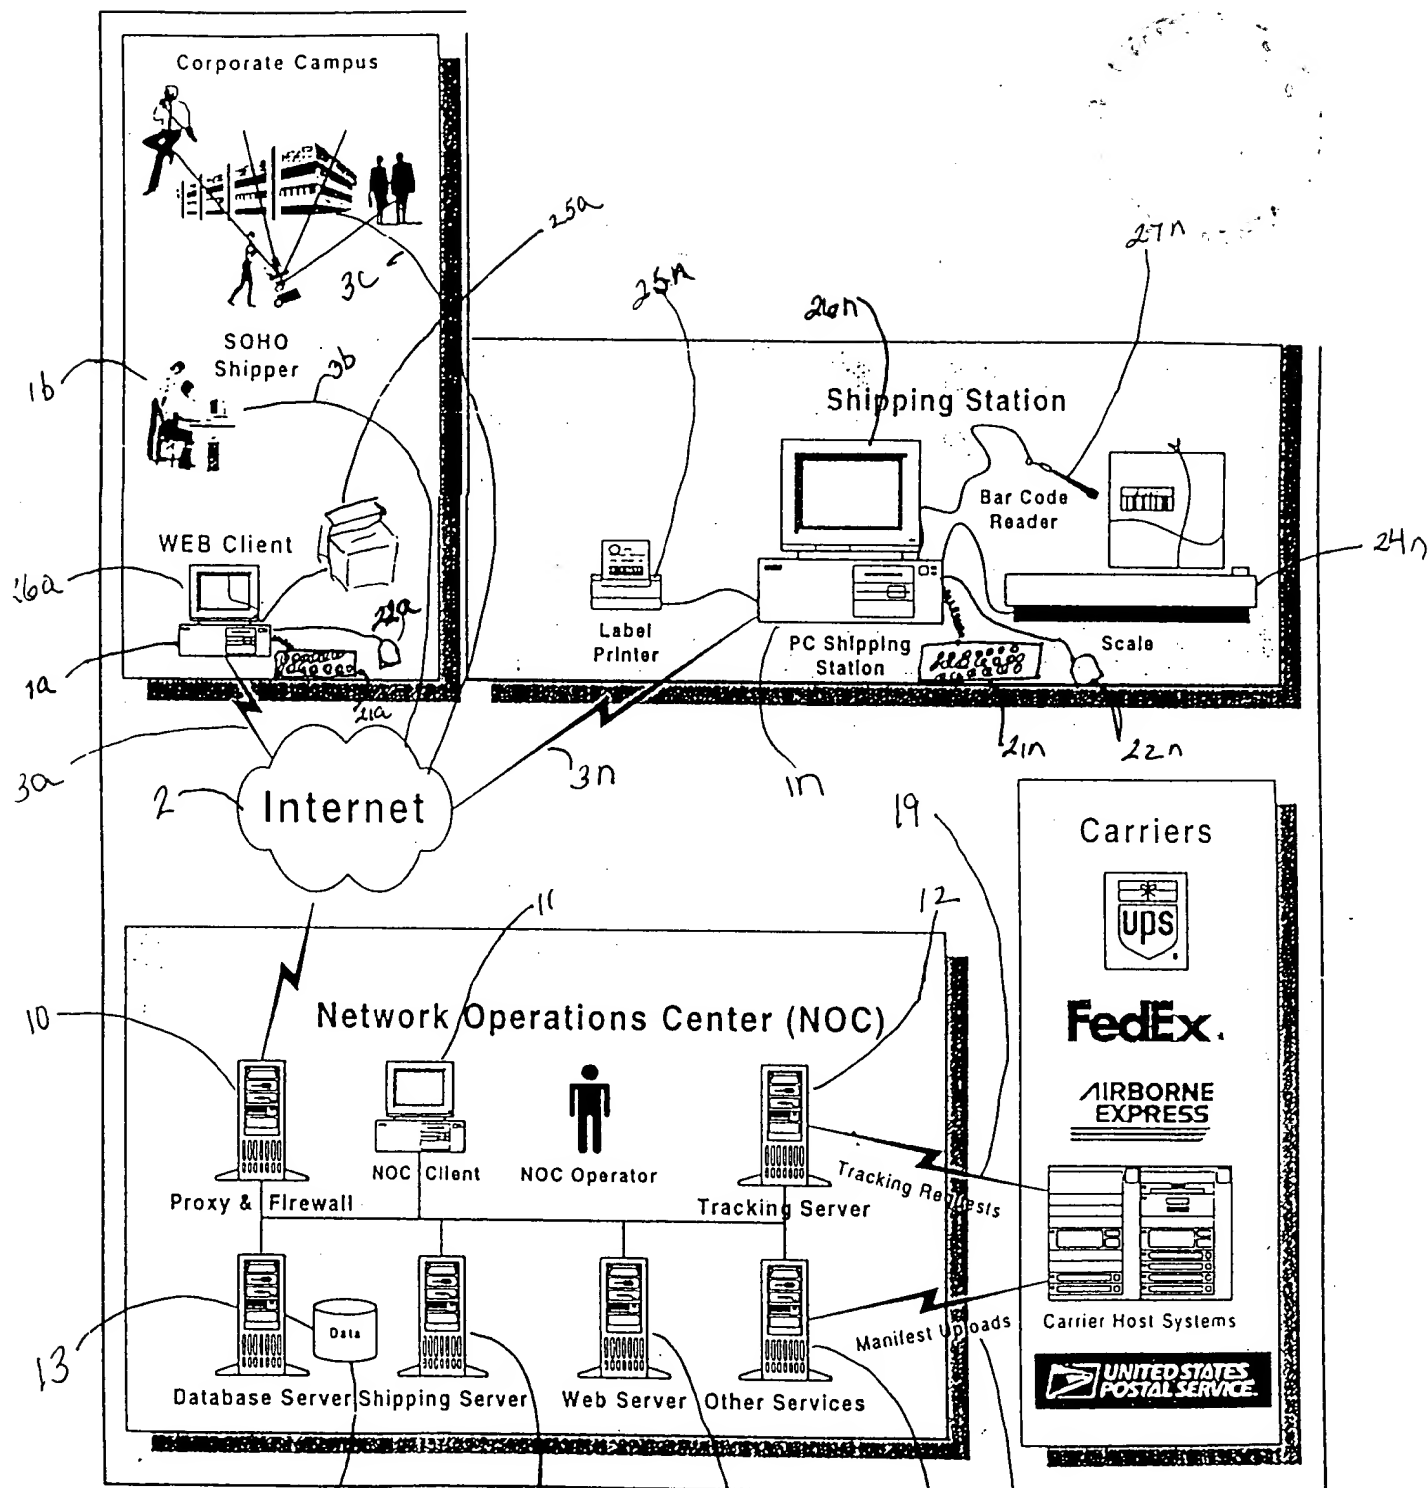 Corporate Campus
25a
27n
3c
25n
26n
SOHO
Shipper
3b
1b
Shipping Station
Bar Code
Reader
WEB Client
24n
26a
22a
Label
Printer
PC Shipping
Station
Scale
1a
21a
21n
22n
3a
3n
1n
2
Internet
19
Carriers
ups
11
12
FedEx.
10
Network Operations Center (NOC)
AIRBORNE
EXPRESS
NOC Client
NOC Operator
Tracking Requests
Proxy & Firewall
Tracking Server
Manifest Uploads
Carrier Host Systems
13
Data
UNITED STATES
POSTAL SERVICE.
Database Server
Shipping Server
Web Server
Other Services